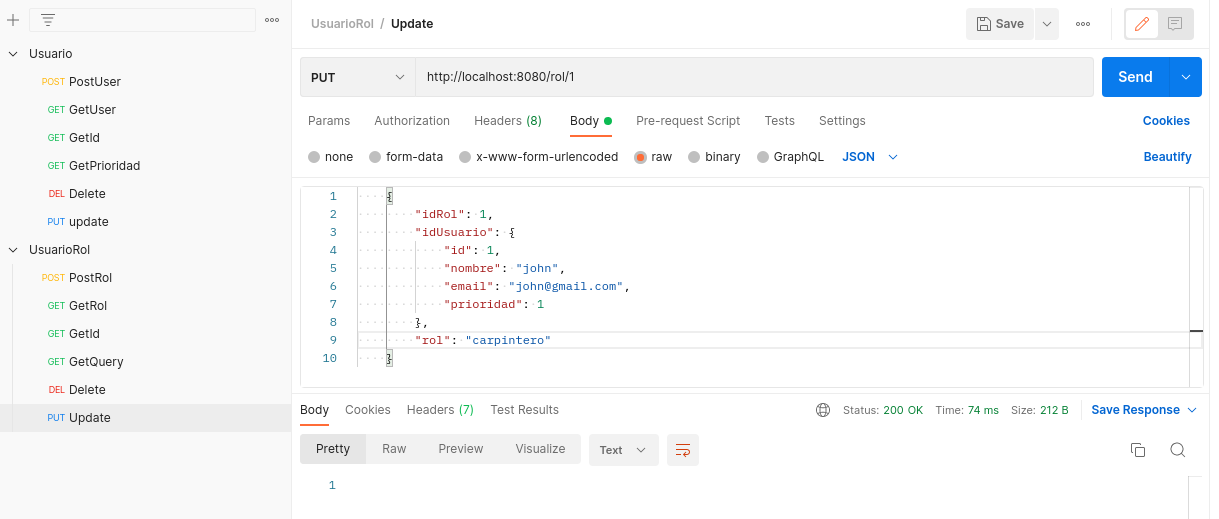 Usuario
POST PostUser
GET GetUser
GET GetId
GET GetPrioridad
DEL Delete
PUT update
UsuarioRol
POST PostRol
GET GetRol
GET GetId
GET GetQuery
DEL Delete
PUT Update
UsuarioRol / Update
Save
PUT http://localhost:8080/rol/1
Send
Params Authorization Headers (8) Body Pre-request Script Tests Settings Cookies
none form-data x-www-form-urlencoded raw binary GraphQL JSON Beautify
1 {
2 "idRol": 1,
3 "idUsuario": {
4 "id": 1,
5 "nombre": "john",
6 "email": "john@gmail.com",
7 "prioridad": 1
8 },
9 "rol": "carpintero"
10 }
Body Cookies Headers (7) Test Results Status: 200 OK Time: 74 ms Size: 212 B Save Response
Pretty Raw Preview Visualize Text
1